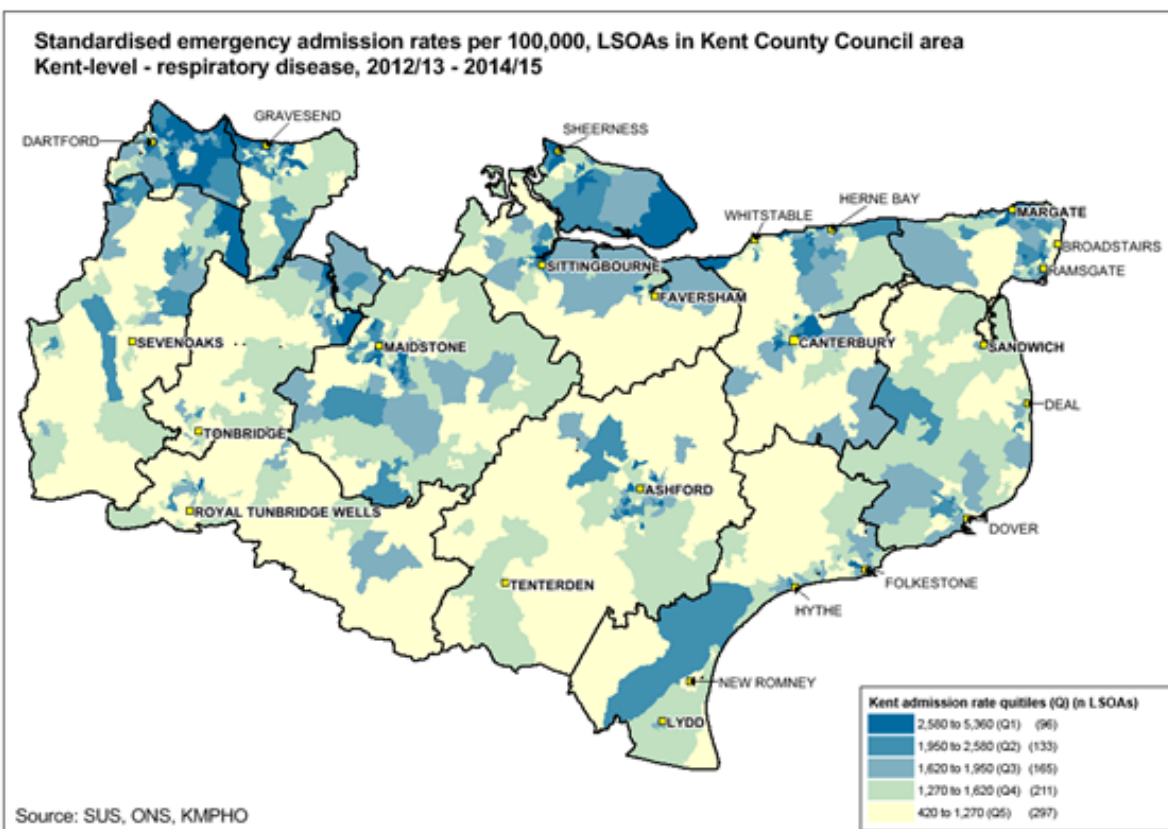 Standardised emergency admission rates per 100,000, LSOAs in Kent County Council area
Kent-level - respiratory disease, 2012/13 - 2014/15
GRAVESEND
DARTFORD
SHEERNESS
HERNE BAY
WHITSTABLE
MARGATE
BROADSTAIRS
SITTINGBOURNE
RAMSGATE
FAVERSHAM
SEVENOAKS
MAIDSTONE
CANTERBURY
SANDWICH
DEAL
TONBRIDGE
ASHFORD
ROYAL TUNBRIDGE WELLS
DOVER
TENTERDEN
FOLKESTONE
HYTHE
NEW ROMNEY
LYDD
Kent admission rate quitiles (Q) (n LSOAs)
2,580 to 5,360 (Q1) (96)
1,950 to 2,580 (Q2) (133)
1,620 to 1,950 (Q3) (165)
1,270 to 1,620 (Q4) (211)
420 to 1,270 (Q5) (297)
Source: SUS, ONS, KMPHO